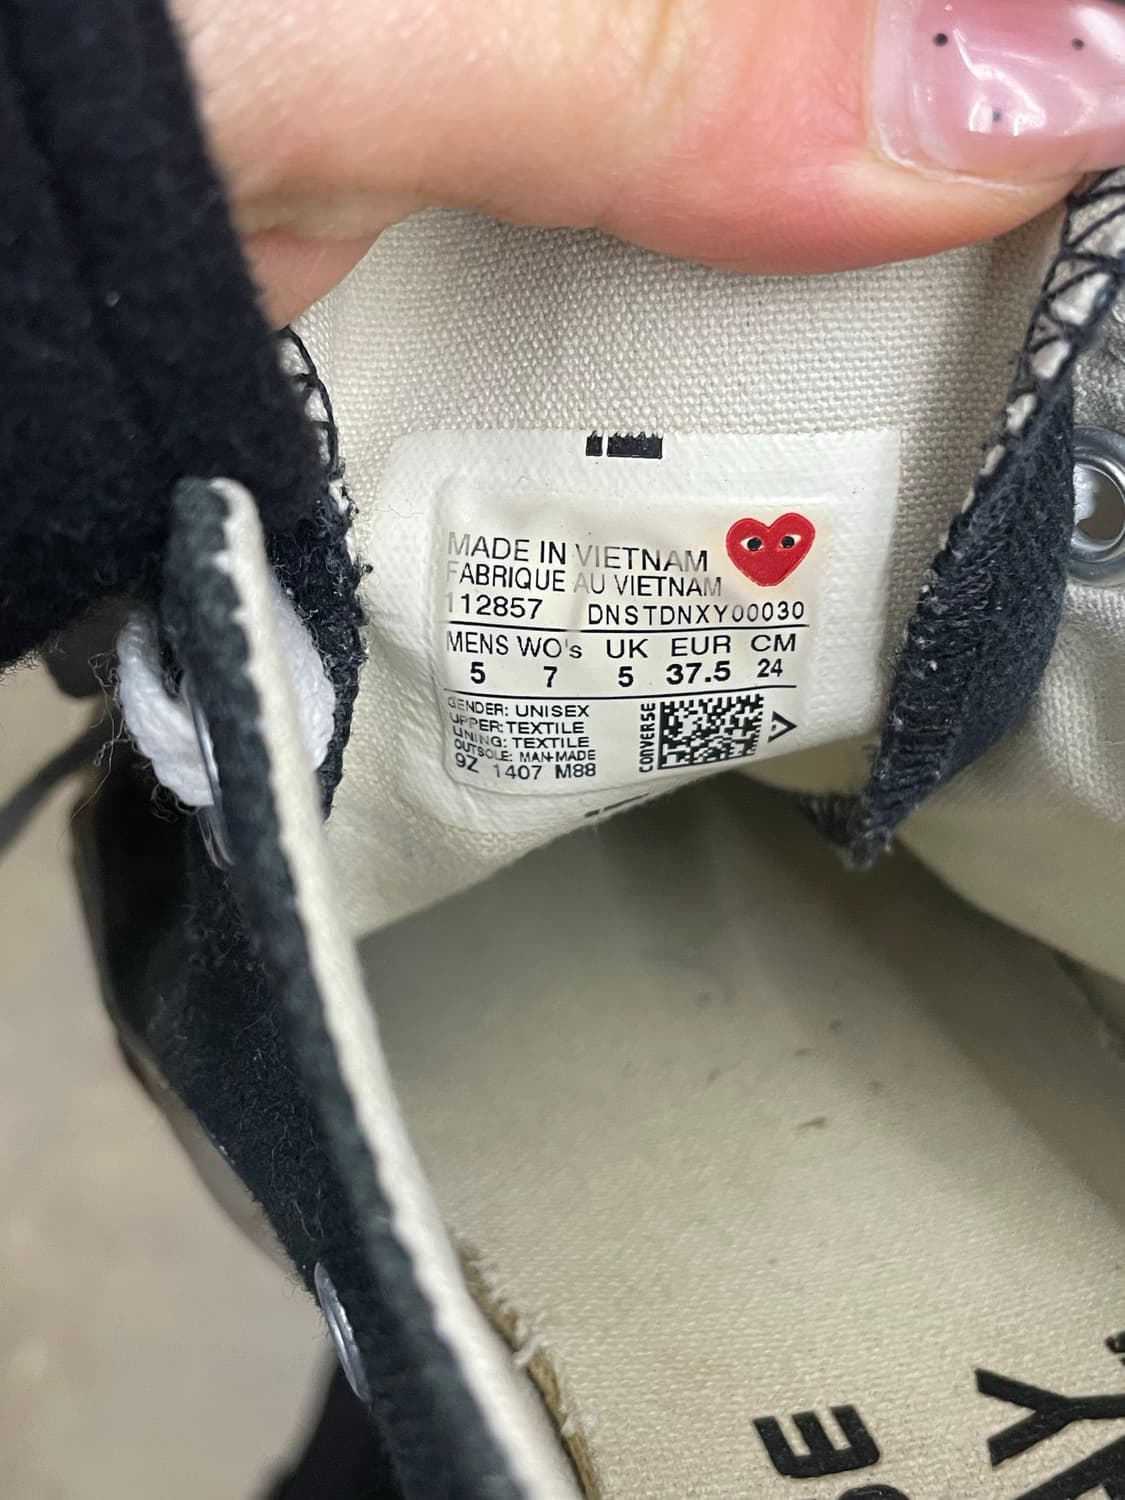 MADE IN VIETNAM
FABRIQUE AU VIETNAM
112857 DNSTDNXY00030
MENS WO's UK EUR CM
5 7 5 37.5 24
GENDER: UNISEX
UPPER: TEXTILE
LINING: TEXTILE
OUTSOLE: MAN-MADE
9Z 1407 M88
CONVERSE